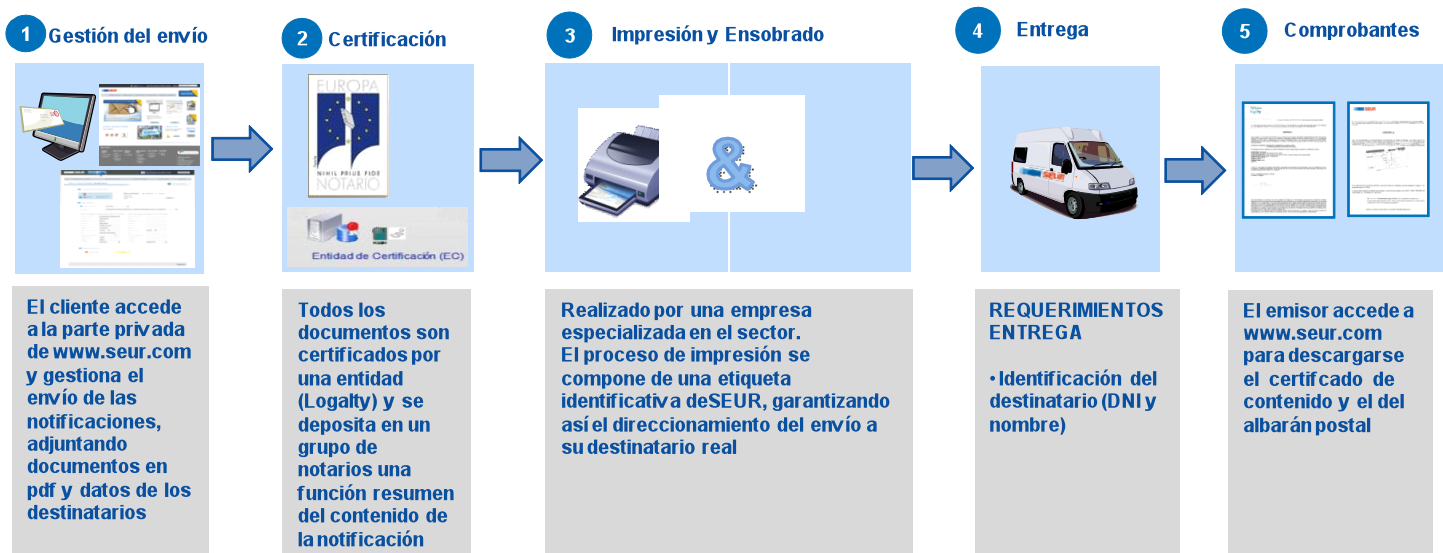 1 Gestión del envío
2 Certificación
3 Impresión y Ensobrado
4 Entrega
5 Comprobantes
EUROPA
NIHIL PRIUS FIDE
NOTARIO
Entidad de Certificación (EC)
&
SEUR
SEUR
El cliente accede
a la parte privada
de www.seur.com
y gestiona el
envío de las
notificaciones,
adjuntando
documentos en
pdf y datos de los
destinatarios
Todos los
documentos son
certificados por
una entidad
(Logalty) y se
deposita en un
grupo de
notarios una
función resumen
del contenido de
la notificación
Realizado por una empresa
especializada en el sector.
El proceso de impresión se
compone de una etiqueta
identificativa deSEUR, garantizando
así el direccionamiento del envío a
su destinatario real
REQUERIMIENTOS
ENTREGA
• Identificación del
destinatario (DNI y
nombre)
El emisor accede a
www.seur.com
para descargarse
el certifcado de
contenido y el del
albarán postal